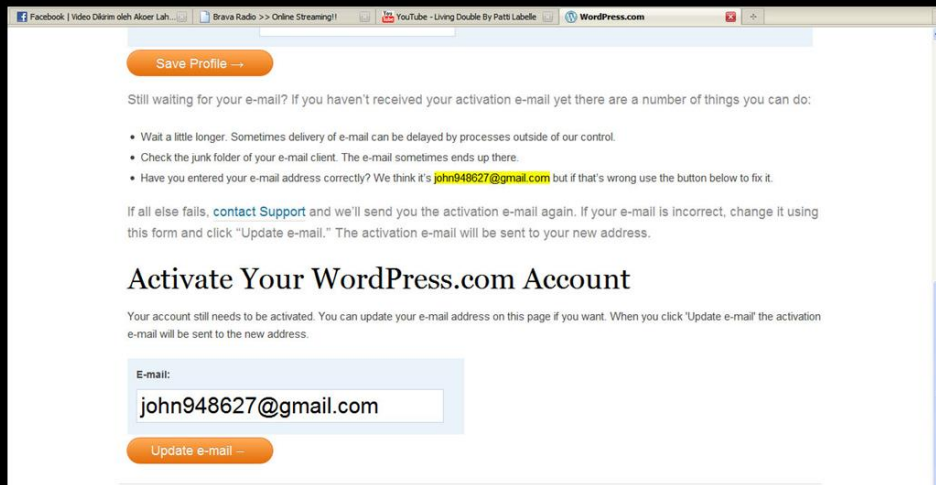 Facebook | Video Dikirim oleh Akoer Lah...
Brava Radio >> Online Streaming!!
YouTube - Living Double By Patti Labelle
WordPress.com
Save Profile →
Still waiting for your e-mail? If you haven't received your activation e-mail yet there are a number of things you can do:
• Wait a little longer. Sometimes delivery of e-mail can be delayed by processes outside of our control.
• Check the junk folder of your e-mail client. The e-mail sometimes ends up there.
• Have you entered your e-mail address correctly? We think it's john948627@gmail.com but if that's wrong use the button below to fix it.
If all else fails, contact Support and we'll send you the activation e-mail again. If your e-mail is incorrect, change it using
this form and click “Update e-mail.” The activation e-mail will be sent to your new address.
Activate Your WordPress.com Account
Your account still needs to be activated. You can update your e-mail address on this page if you want. When you click 'Update e-mail' the activation
e-mail will be sent to the new address.
E-mail:
john948627@gmail.com
Update e-mail –